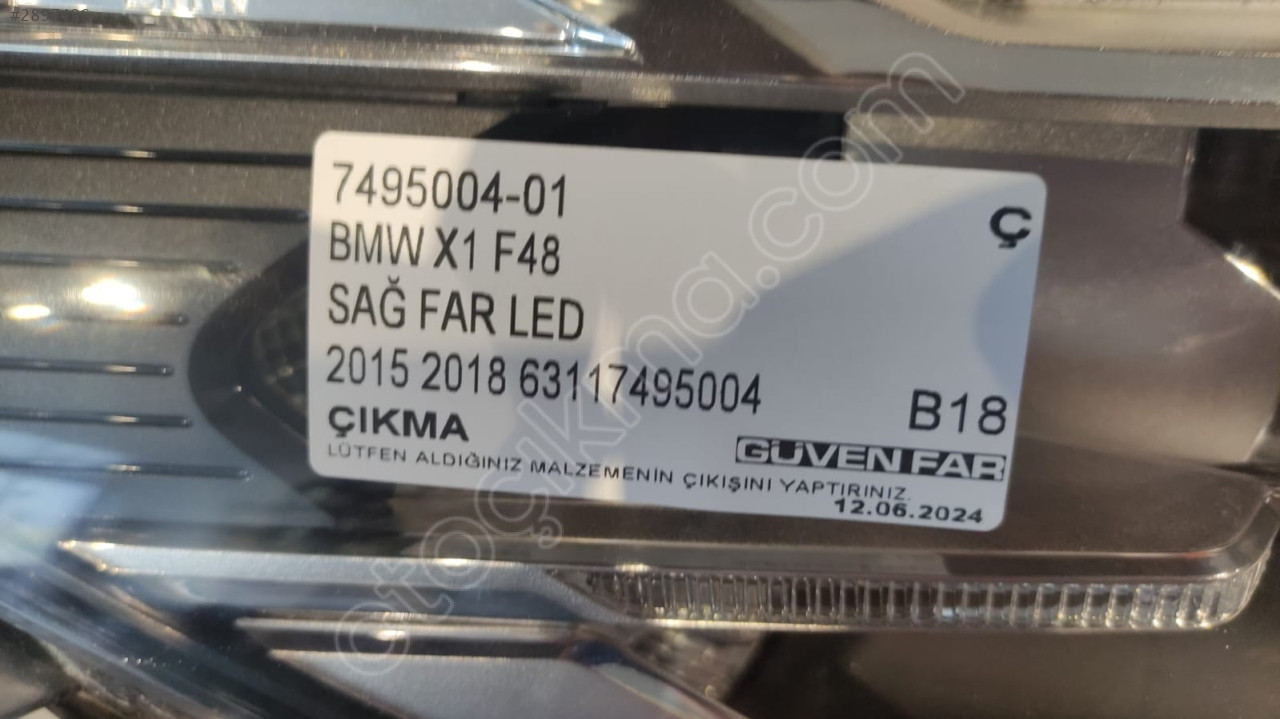 7495004-01
Ç
BMW X1 F48
SAĞ FAR LED
2015 2018 63117495004
B18
ÇIKMA
GÜVEN FAR
LÜTFEN ALDIĞINIZ MALZEMENİN ÇIKIŞINI YAPTIRINIZ.
12.06.2024
otoçıkma.com